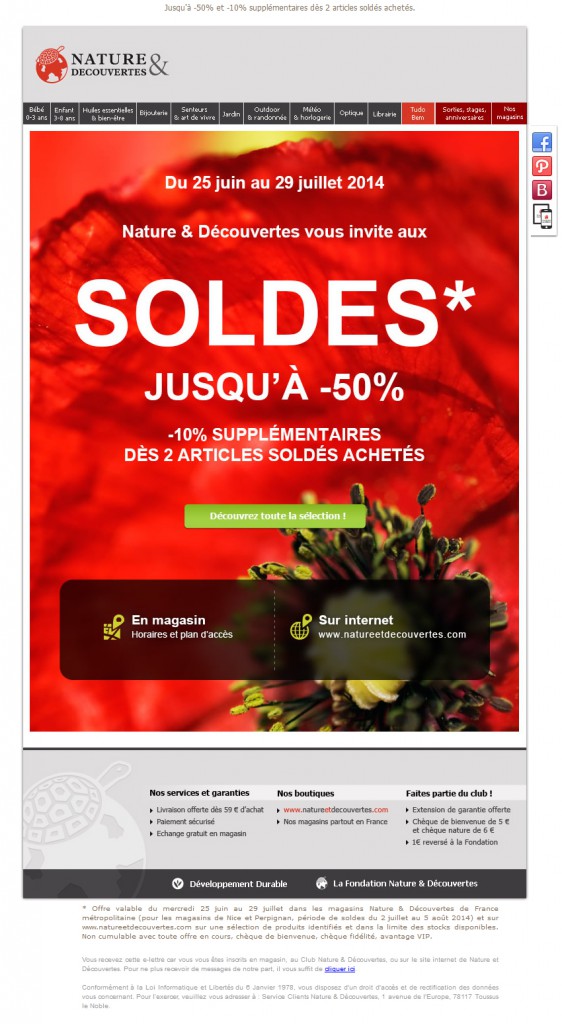 Jusqu'à -50% et -10% supplémentaires dès 2 articles soldés achetés.
NATURE &
DECOUVERTES
Bébé
0-3 ans
Enfant
3-8 ans
Huiles essentielles
& bien-être
Bijouterie
Senteurs
& art de vivre
Jardin
Outdoor
& randonnée
Météo
& horlogerie
Optique
Librairie
Tudo
Bem
Sorties, stages,
anniversaires
Nos
magasins
Du 25 juin au 29 juillet 2014
Nature & Découvertes vous invite aux
SOLDES*
JUSQU'À -50%
-10% SUPPLÉMENTAIRES
DÈS 2 ARTICLES SOLDÉS ACHETÉS
Découvrez toute la sélection !
En magasin
Horaires et plan d'accès
Sur internet
www.natureetdecouvertes.com
Nos services et garanties
Livraison offerte dès 59 € d'achat
Paiement sécurisé
Echange gratuit en magasin
Nos boutiques
www.natureetdecouvertes.com
Nos magasins partout en France
Faites partie du club !
Extension de garantie offerte
Chèque de bienvenue de 5 €
et chèque nature de 6 €
1€ reversé à la Fondation
Développement Durable
La Fondation Nature & Découvertes
* Offre valable du mercredi 25 juin au 29 juillet dans les magasins Nature & Découvertes de France
métropolitaine (pour les magasins de Nice et Perpignan, période de soldes du 2 juillet au 5 août 2014) et sur
www.natureetdecouvertes.com sur une sélection de produits identifiés et dans la limite des stocks disponibles.
Non cumulable avec toute offre en cours, chèque de bienvenue, chèque fidélité, avantage VIP.
Vous recevez cette e-lettre car vous vous êtes inscrits en magasin, au Club Nature & Découvertes, ou sur le site internet de Nature et
Découvertes. Pour ne plus recevoir de messages de notre part, il vous suffit de cliquer ici
Conformément à la Loi Informatique et Libertés du 6 Janvier 1978, vous disposez d'un droit d'accès et de rectification des données
vous concernant. Pour l'exercer, veuillez vous adresser à : Service Clients Nature & Découvertes, 1 avenue de l'Europe, 78117 Toussus
le Noble.